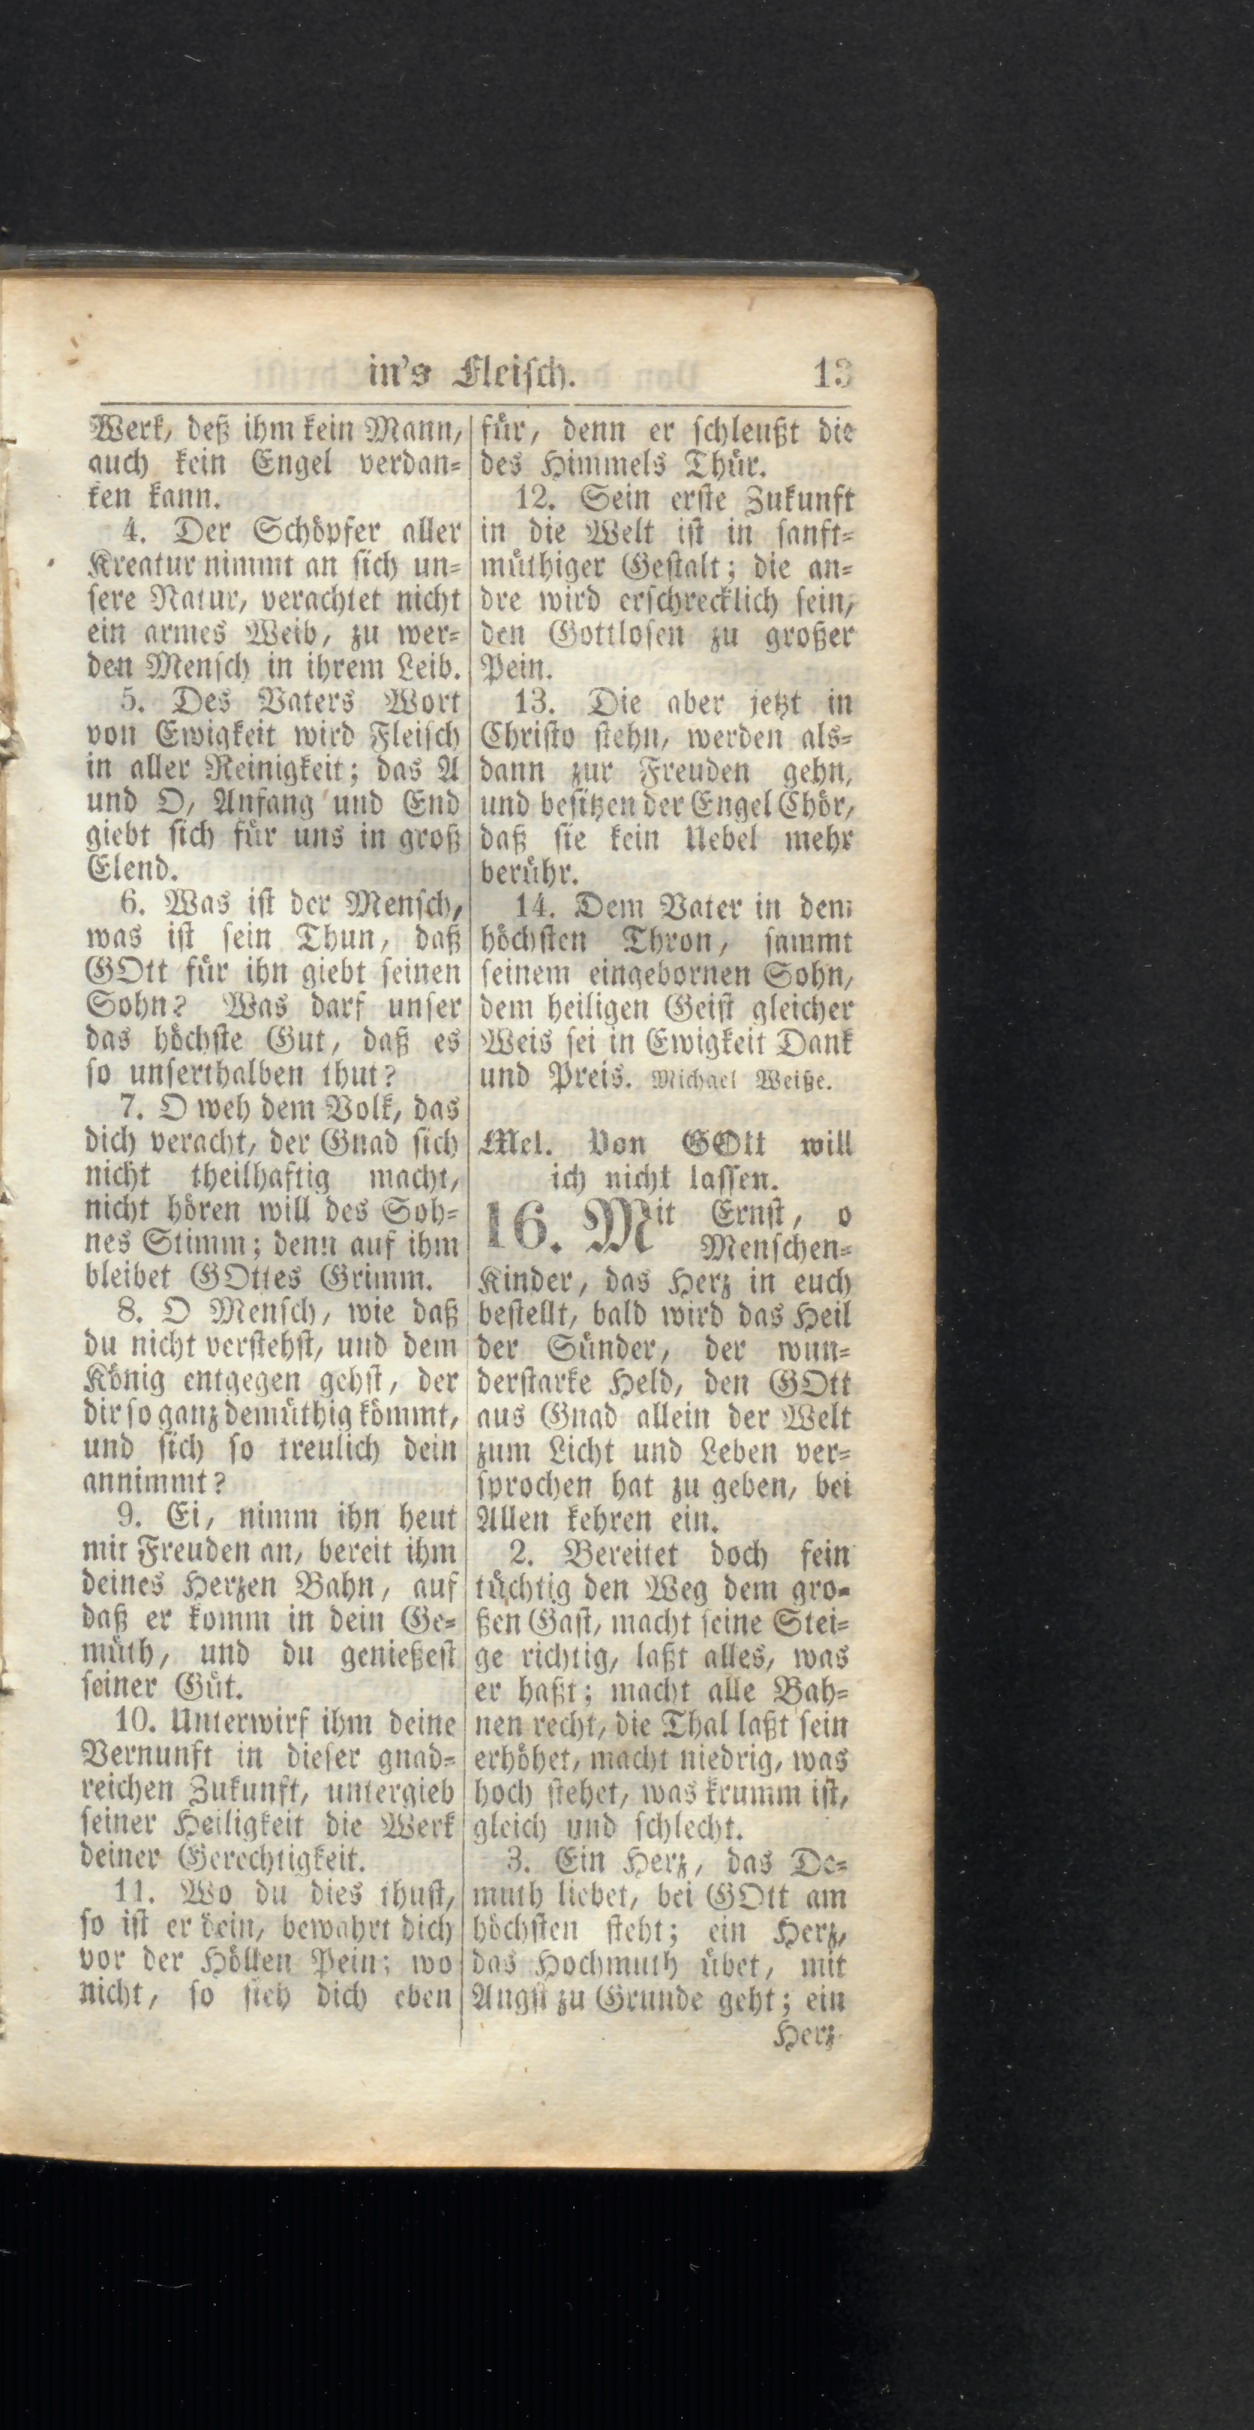 in's Fleisch. 13
Werk, deß ihm kein Mann,
auch kein Engel verdan=
ken kann.
4. Der Schöpfer aller
Kreatur nimmt an sich un=
sere Natur, verachtet nicht
ein armes Weib, zu wer=
den Mensch in ihrem Leib.
5. Des Vaters Wort
von Ewigkeit wird Fleisch
in aller Reinigkeit; das A
und O, Anfang und End
giebt sich für uns in groß
Elend.
6. Was ist der Mensch,
was ist sein Thun, daß
GOtt für ihn giebt seinen
Sohn? Was darf unser
das höchste Gut, daß es
so unserthalben thut?
7. O weh dem Volk, das
dich veracht, der Gnad sich
nicht theilhaftig macht,
nicht hören will des Soh=
nes Stimm; denn auf ihm
bleibet GOttes Grimm.
8. O Mensch, wie daß
du nicht verstehst, und dem
König entgegen gehst, der
dir so ganz demüthig kömmt,
und sich so treulich dein
annimmt?
9. Ei, nimm ihn heut
mit Freuden an, bereit ihm
deines Herzen Bahn, auf
daß er komm in dein Ge=
müth, und du genießest
seiner Güt.
10. Unterwirf ihm deine
Vernunft in dieser gnad=
reichen Zukunft, untergieb
seiner Heiligkeit die Werk
deiner Gerechtigkeit.
11. Wo du dies thust,
so ist er dein, bewahrt dich
vor der Höllen Pein; wo
nicht, so sieh dich eben
für, denn er schleußt die
des Himmels Thür.
12. Sein erste Zukunft
in die Welt ist in sanft=
müthiger Gestalt; die an=
dre wird erschrecklich sein,
den Gottlosen zu großer
Pein.
13. Die aber jetzt in
Christo stehn, werden als=
dann zur Freuden gehn,
und besitzen der Engel Chör,
daß sie kein Uebel mehr
berühr.
14. Dem Vater in dem
höchsten Thron, sammt
seinem eingebornen Sohn,
dem heiligen Geist gleicher
Weis sei in Ewigkeit Dank
und Preis. Michael Weiße.
Mel. Von GOtt will
ich nicht lassen.
16. Mit Ernst, o
Menschen=
Kinder, das Herz in euch
bestellt, bald wird das Heil
der Sünder, der wun=
derstarke Held, den GOtt
aus Gnad allein der Welt
zum Licht und Leben ver=
sprochen hat zu geben, bei
Allen kehren ein.
2. Bereitet doch fein
tüchtig den Weg dem gro=
ßen Gast, macht seine Stei=
ge richtig, laßt alles, was
er haßt; macht alle Bah=
nen recht, die Thal laßt sein
erhöhet, macht niedrig, was
hoch stehet, was krumm ist,
gleich und schlecht.
3. Ein Herz, das De=
muth liebet, bei GOtt am
höchsten steht; ein Herz,
das Hochmuth übet, mit
Angst zu Grunde geht; ein
Herz